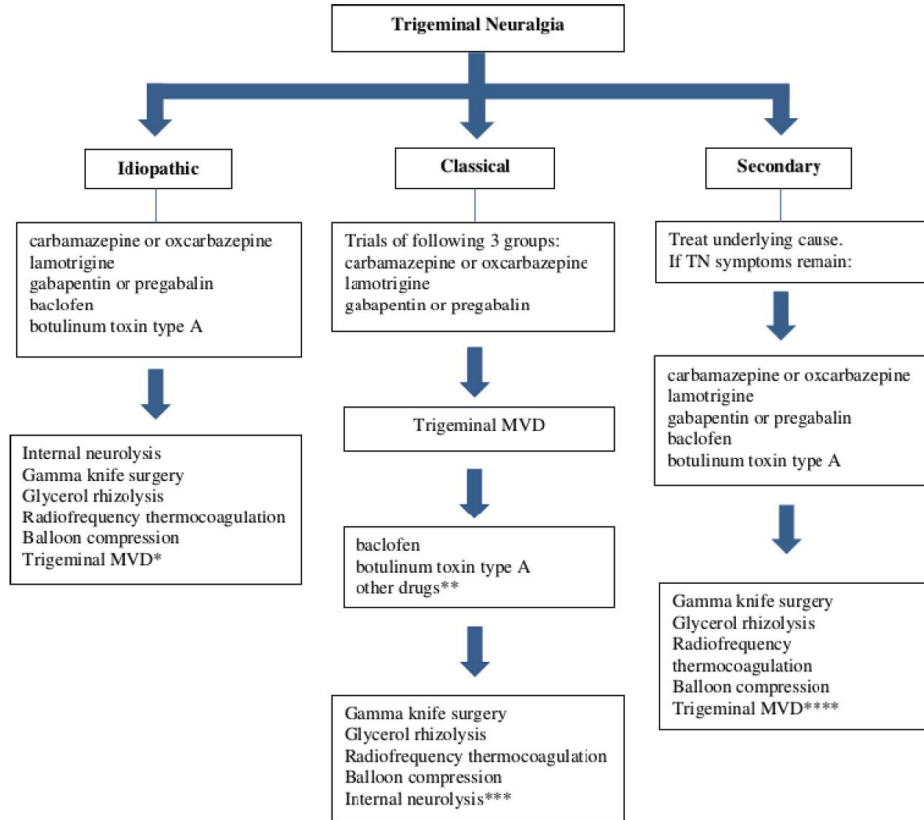 Trigeminal Neuralgia
Idiopathic
Classical
Secondary
carbamazepine or oxcarbazepine
lamotrigine
gabapentin or pregabalin
baclofen
botulinum toxin type A
Trials of following 3 groups:
carbamazepine or oxcarbazepine
lamotrigine
gabapentin or pregabalin
Treat underlying cause.
If TN symptoms remain:
Internal neurolysis
Gamma knife surgery
Glycerol rhizolysis
Radiofrequency thermocoagulation
Balloon compression
Trigeminal MVD*
Trigeminal MVD
carbamazepine or oxcarbazepine
lamotrigine
gabapentin or pregabalin
baclofen
botulinum toxin type A
baclofen
botulinum toxin type A
other drugs**
Gamma knife surgery
Glycerol rhizolysis
Radiofrequency
thermocoagulation
Balloon compression
Trigeminal MVD****
Gamma knife surgery
Glycerol rhizolysis
Radiofrequency thermocoagulation
Balloon compression
Internal neurolysis***